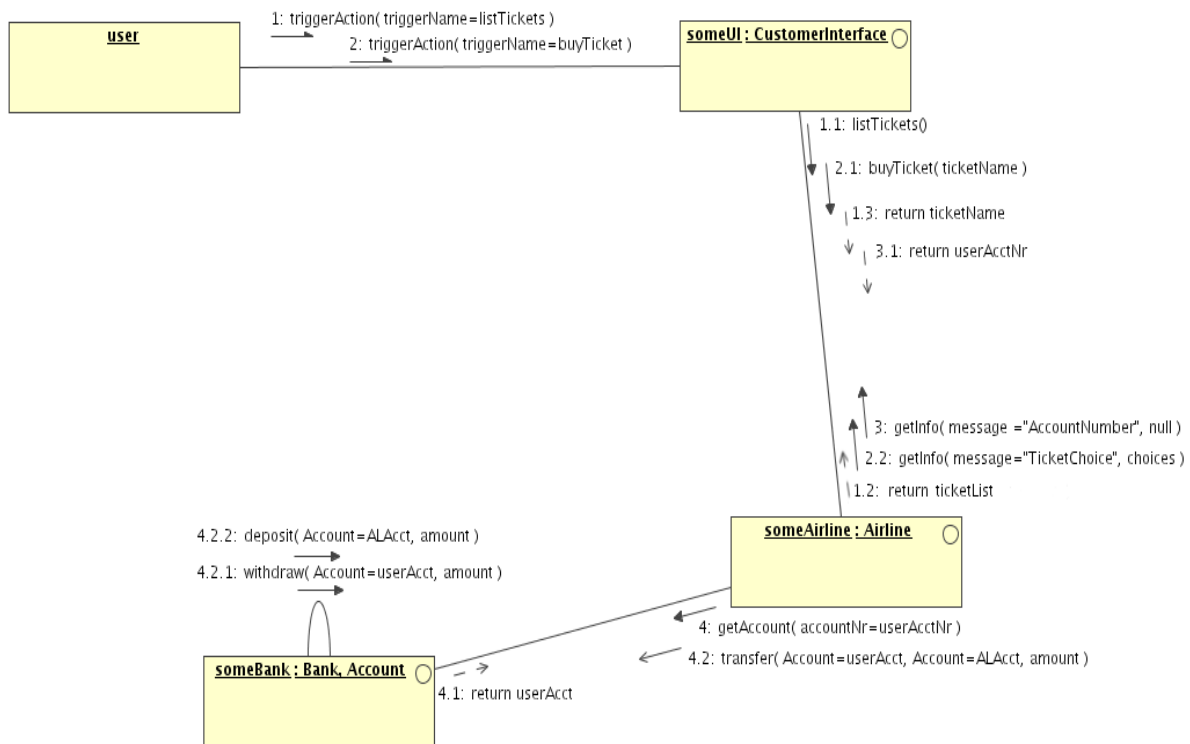 1: triggerAction( triggerName=listTickets )
user
someUI : CustomerInterface
2: triggerAction( triggerName=buyTicket )
1.1: listTickets()
2.1: buyTicket( ticketName )
1.3: return ticketName
3.1: return userAcctNr
3: getInfo( message ="AccountNumber", null )
2.2: getInfo( message="TicketChoice", choices )
1.2: return ticketList
someAirline : Airline
4.2.2: deposit( Account=ALAcct, amount )
4.2.1: withdraw( Account=userAcct, amount )
4: getAccount( accountNr=userAcctNr )
4.2: transfer( Account=userAcct, Account=ALAcct, amount )
someBank : Bank, Account
4.1: return userAcct